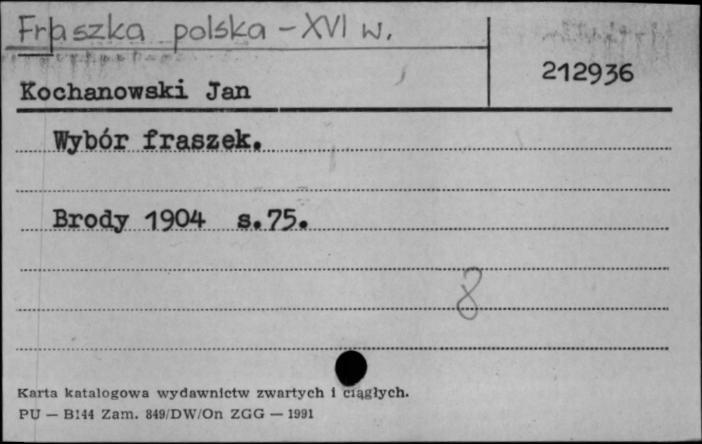 Fraszka polska - XVI w.
212936
Kochanowski Jan
Wybór fraszek.
Brody 1904 s.75.
8
Karta katalogowa wydawnictw zwartych i ciągłych.
PU — B144 Zam. 849/DW/On ZGG — 1991